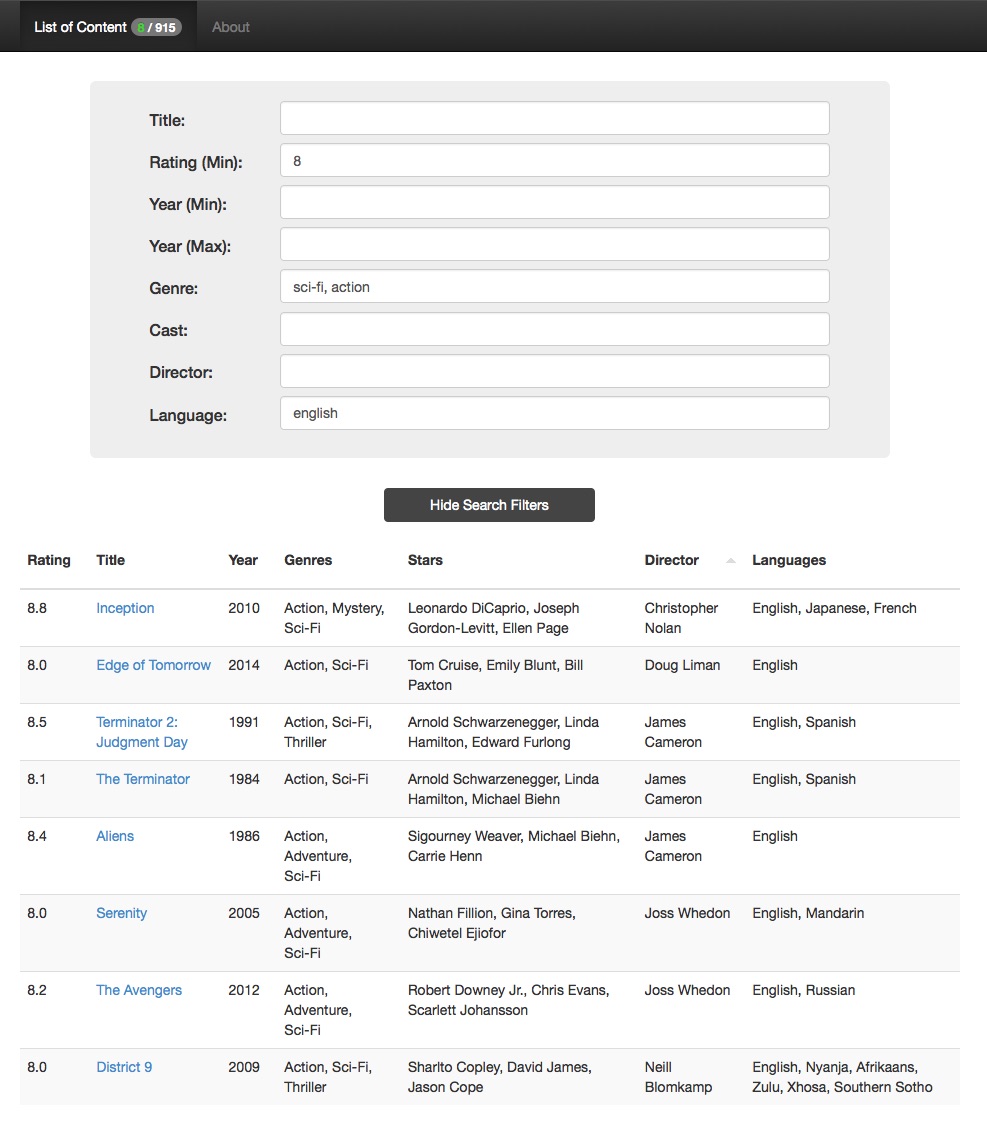 List of Content 8 / 915 About
Title:
Rating (Min): 8
Year (Min):
Year (Max):
Genre: sci-fi, action
Cast:
Director:
Language: english
Hide Search Filters
Rating Title Year Genres Stars Director Languages
8.8 Inception 2010 Action, Mystery, Leonardo DiCaprio, Joseph Christopher English, Japanese, French
Sci-Fi Gordon-Levitt, Ellen Page Nolan
8.0 Edge of Tomorrow 2014 Action, Sci-Fi Tom Cruise, Emily Blunt, Bill Doug Liman English
Paxton
8.5 Terminator 2: 1991 Action, Sci-Fi, Arnold Schwarzenegger, Linda James English, Spanish
Judgment Day Thriller Hamilton, Edward Furlong Cameron
8.1 The Terminator 1984 Action, Sci-Fi Arnold Schwarzenegger, Linda James English, Spanish
Hamilton, Michael Biehn Cameron
8.4 Aliens 1986 Action, Sigourney Weaver, Michael Biehn, James English
Adventure, Carrie Henn Cameron
Sci-Fi
8.0 Serenity 2005 Action, Nathan Fillion, Gina Torres, Joss Whedon English, Mandarin
Adventure, Chiwetel Ejiofor
Sci-Fi
8.2 The Avengers 2012 Action, Robert Downey Jr., Chris Evans, Joss Whedon English, Russian
Adventure, Scarlett Johansson
Sci-Fi
8.0 District 9 2009 Action, Sci-Fi, Sharlto Copley, David James, Neill English, Nyanja, Afrikaans,
Thriller Jason Cope Blomkamp Zulu, Xhosa, Southern Sotho